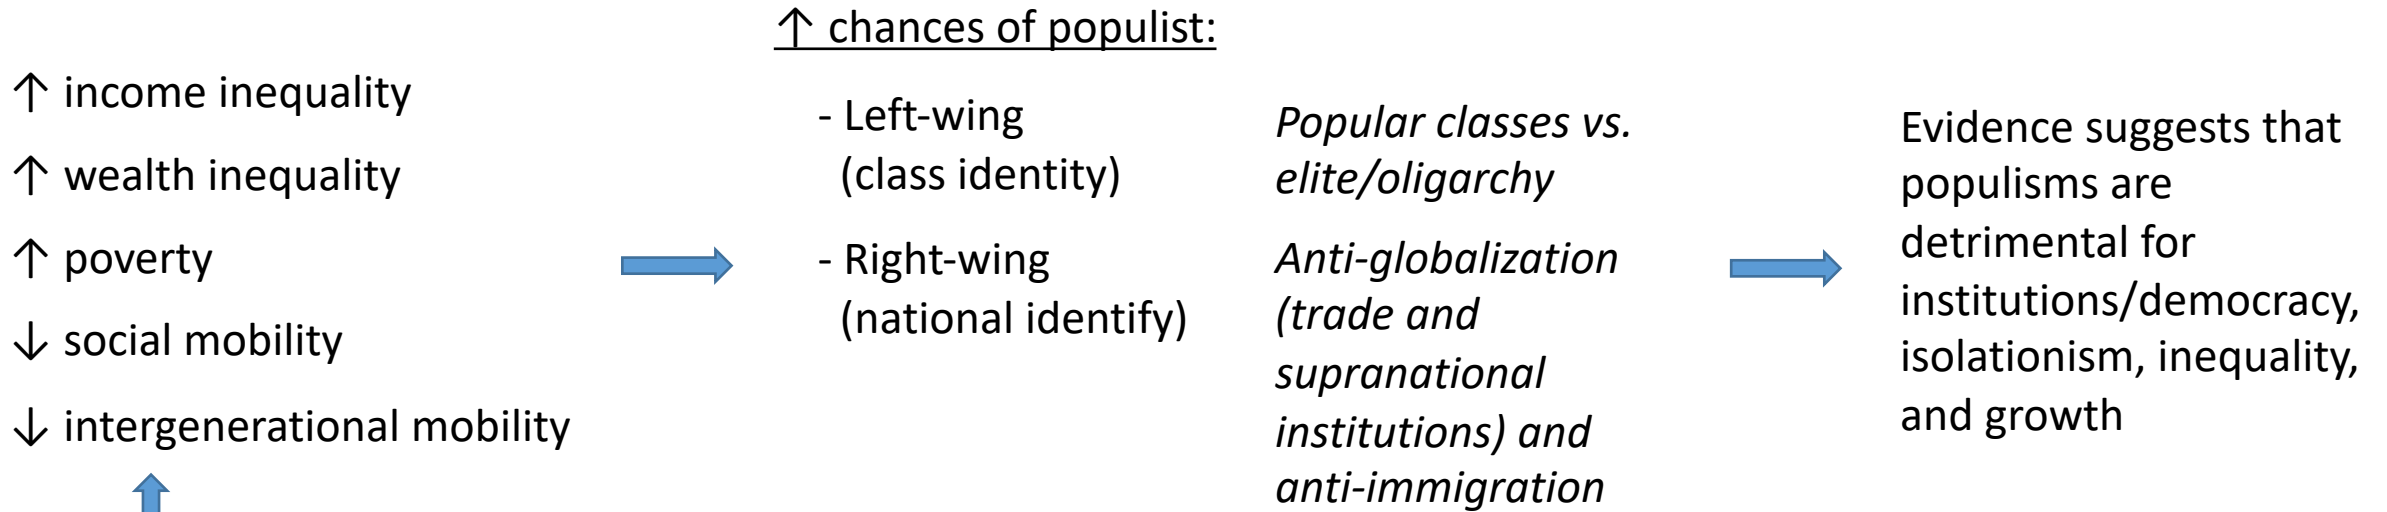 ↑ chances of populist:
↑ income inequality
↑ wealth inequality
↑ poverty
↓ social mobility
↓ intergenerational mobility
- Left-wing
(class identity)
- Right-wing
(national identify)
Popular classes vs.
elite/oligarchy
Anti-globalization
(trade and
supranational
institutions) and
anti-immigration
Evidence suggests that
populisms are
detrimental for
institutions/democracy,
isolationism, inequality,
and growth